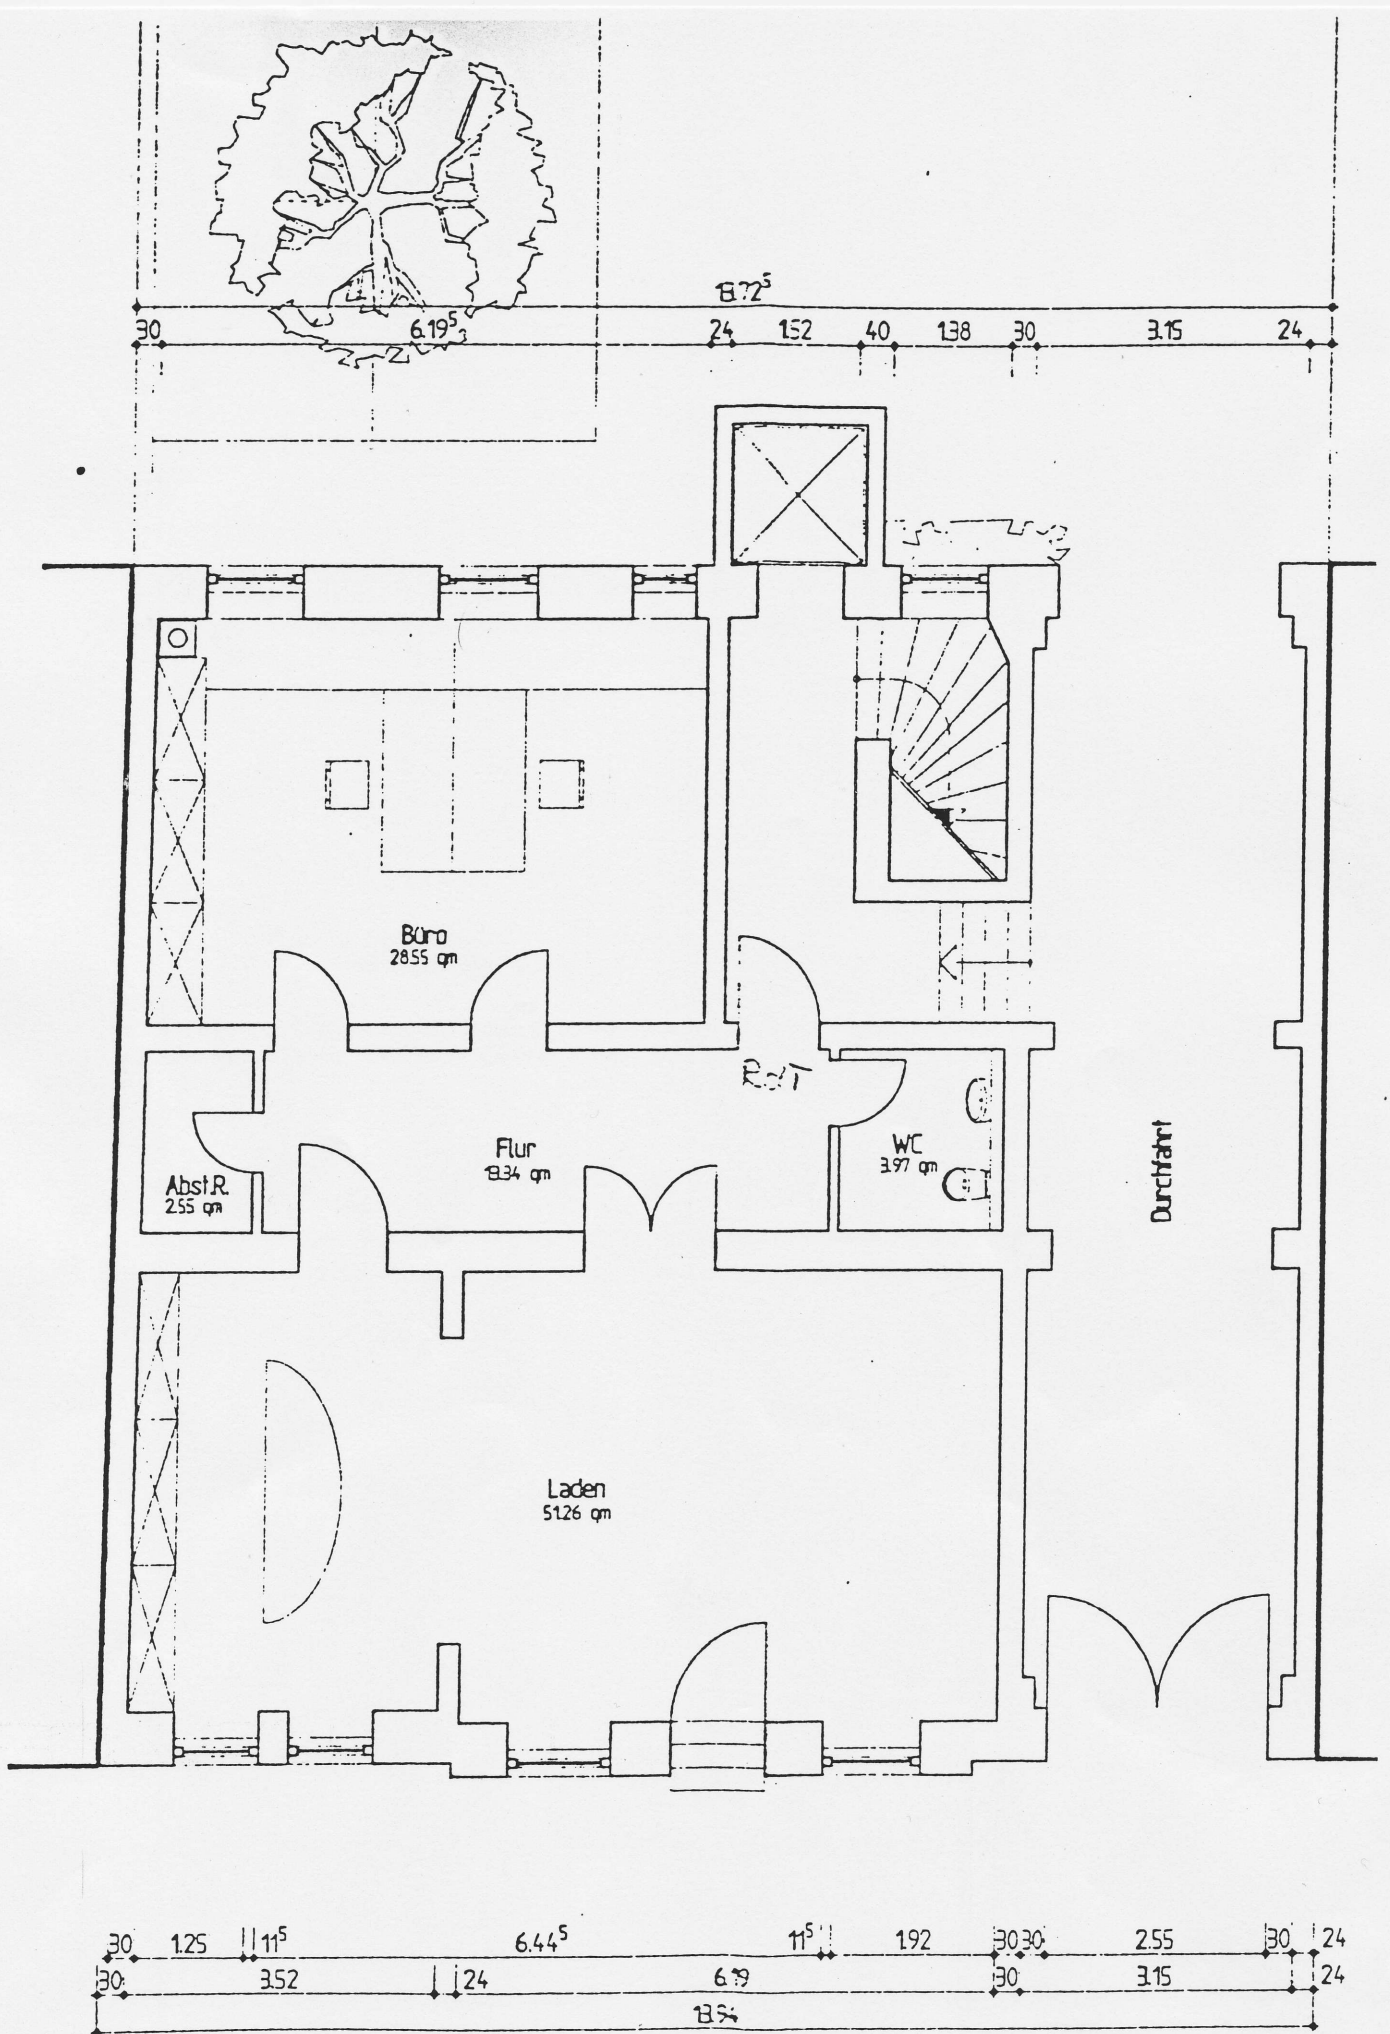 13.72⁵
30 6.19⁵ 24 1.52 40 1.38 30 3.15 24
Büro
28.55 qm
Flur
13.34 qm
WC
3.97 qm
Abst.R.
2.55 qm
Durchfahrt
Laden
51.26 qm
30 1.25 11⁵ 6.44⁵ 11⁵ 1.92 30 30 2.55 30 24
30 3.52 24 6.19 30 3.15 24
13.94